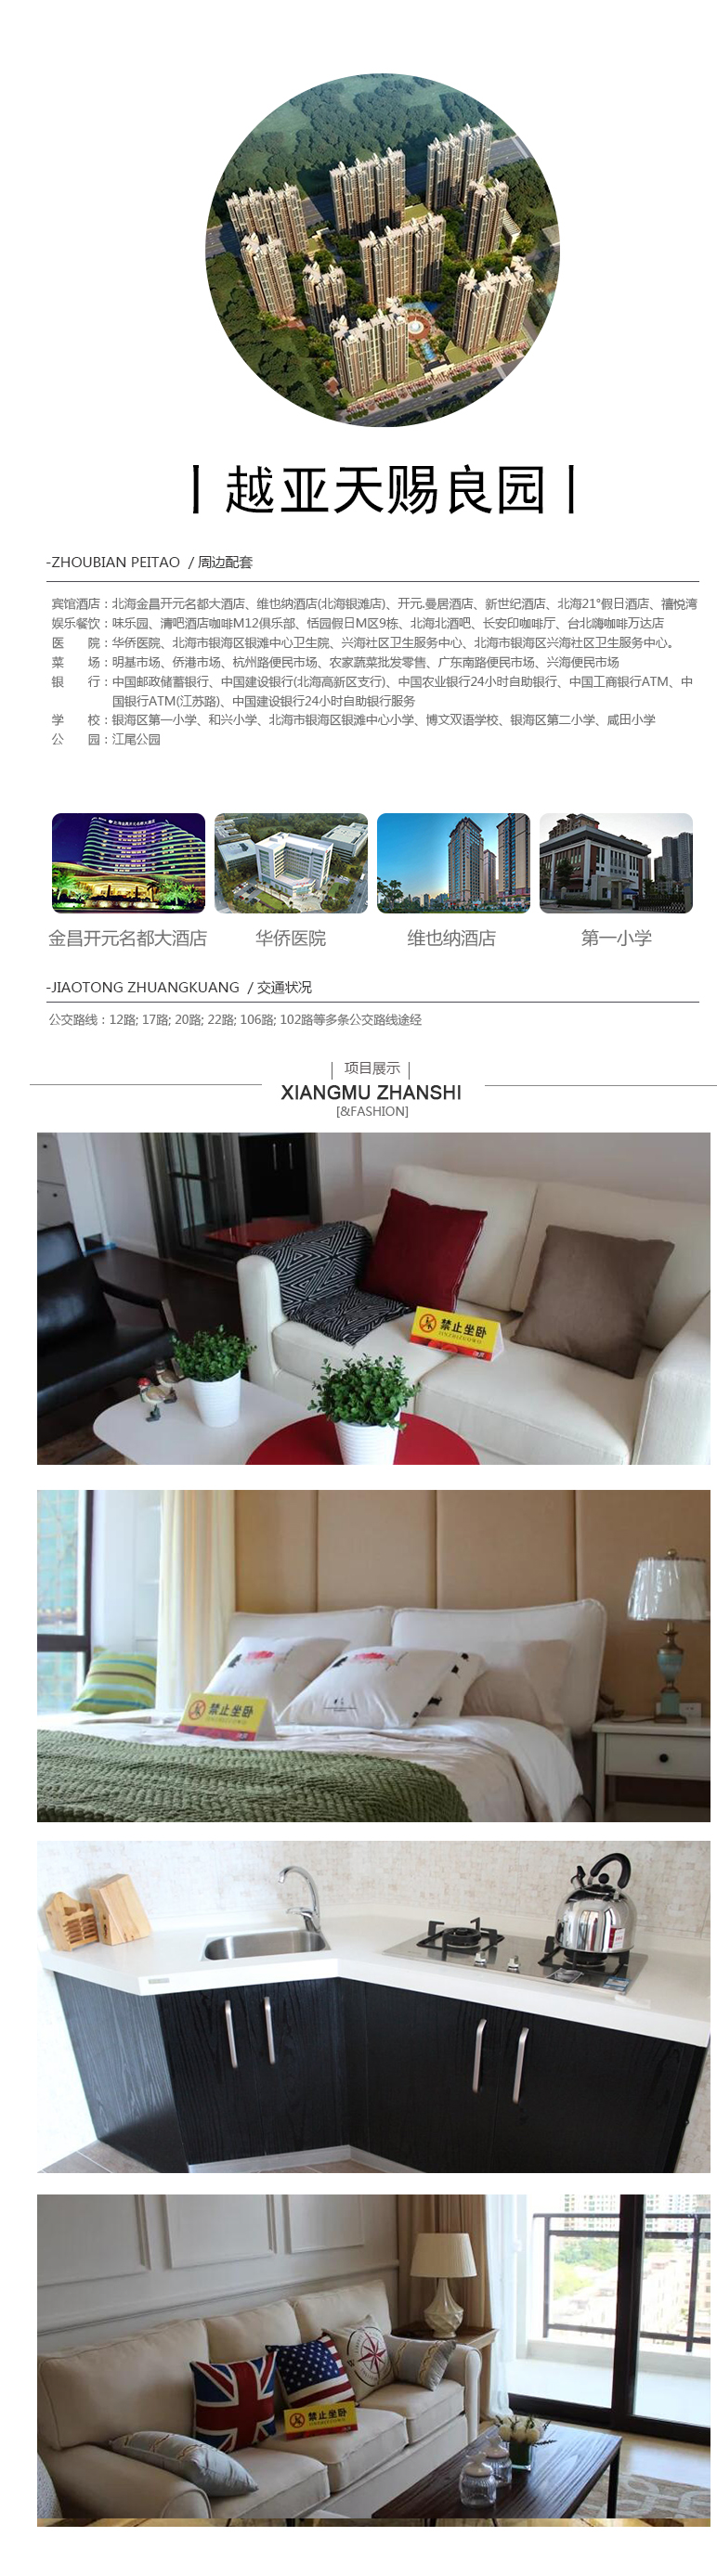 丨越亚天赐良园丨
-ZHOUBIAN PEITAO / 周边配套
宾馆酒店：北海金昌开元名都大酒店、维也纳酒店(北海银滩店)、开元.曼居酒店、新世纪酒店、北海21°假日酒店、禧悦湾
娱乐餐饮：味乐园、清吧酒店咖啡M12俱乐部、恬园假日M区9栋、北海北酒吧、长安印咖啡厅、台北嗨咖啡万达店
医　　院：华侨医院、北海市银海区银滩中心卫生院、兴海社区卫生服务中心、北海市银海区兴海社区卫生服务中心。
菜　　场：明基市场、侨港市场、杭州路便民市场、农家蔬菜批发零售、广东南路便民市场、兴海便民市场
银　　行：中国邮政储蓄银行、中国建设银行(北海高新区支行)、中国农业银行24小时自助银行、中国工商银行ATM、中
国银行ATM(江苏路)、中国建设银行24小时自助银行服务
学　　校：银海区第一小学、和兴小学、北海市银海区银滩中心小学、博文双语学校、银海区第二小学、咸田小学
公　　园：江尾公园
金昌开元名都大酒店
华侨医院
维也纳酒店
第一小学
-JIAOTONG ZHUANGKUANG / 交通状况
公交路线：12路; 17路; 20路; 22路; 106路; 102路等多条公交路线途经
项目展示
XIANGMU ZHANSHI
[&FASHION]
禁止坐卧
禁止坐卧
禁止坐卧